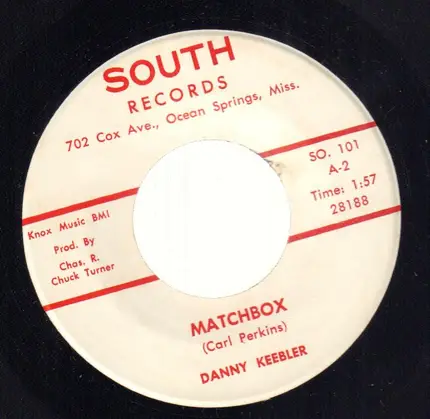 SOUTH
RECORDS
702 Cox Ave., Ocean Springs, Miss.
SO. 101
A-2
Time: 1:57
28188
Knox Music BMI
Prod. By
Chas. R.
Chuck Turner
MATCHBOX
(Carl Perkins)
DANNY KEEBLER